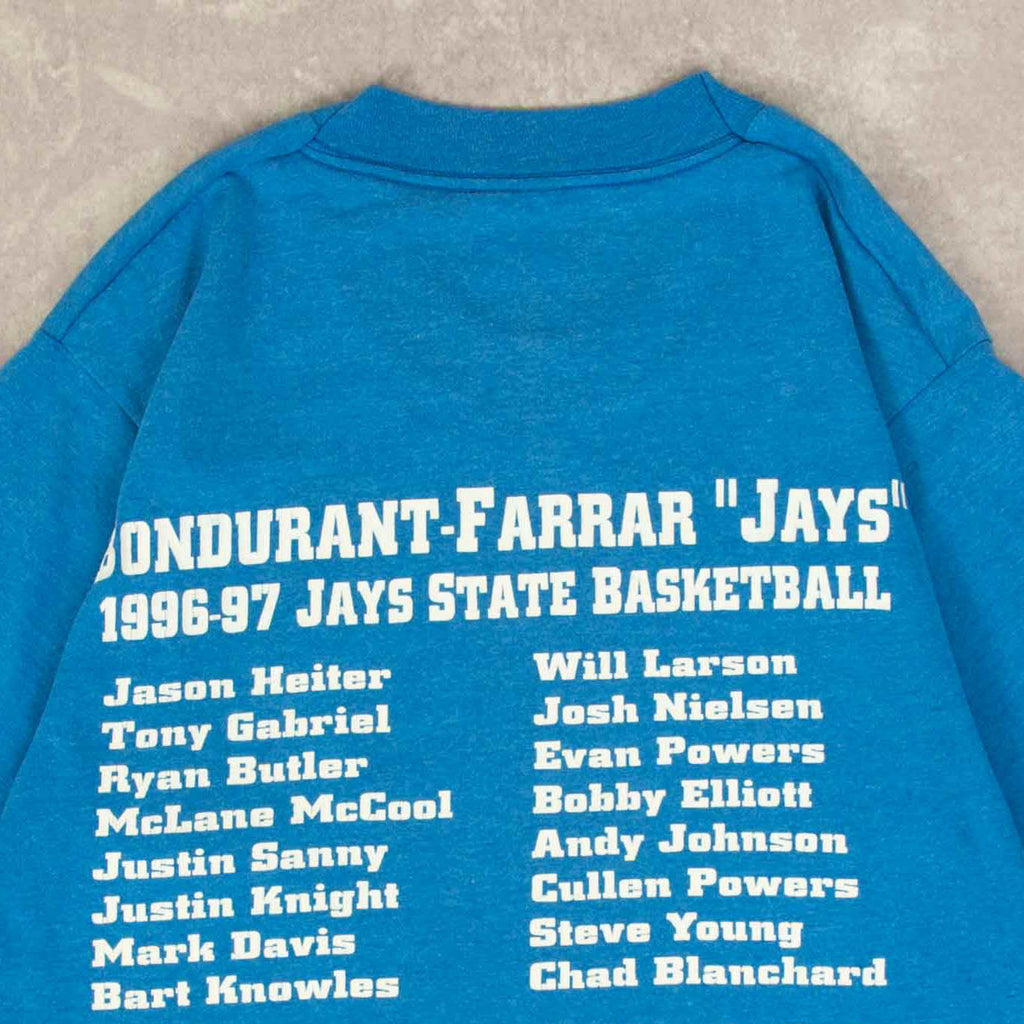 BONDURANT-FARRAR "JAYS"
1996-97 JAYS STATE BASKETBALL
Jason Heiter
Tony Gabriel
Ryan Butler
McLane McCool
Justin Sanny
Justin Knight
Mark Davis
Bart Knowles
Will Larson
Josh Nielsen
Evan Powers
Bobby Elliott
Andy Johnson
Cullen Powers
Steve Young
Chad Blanchard